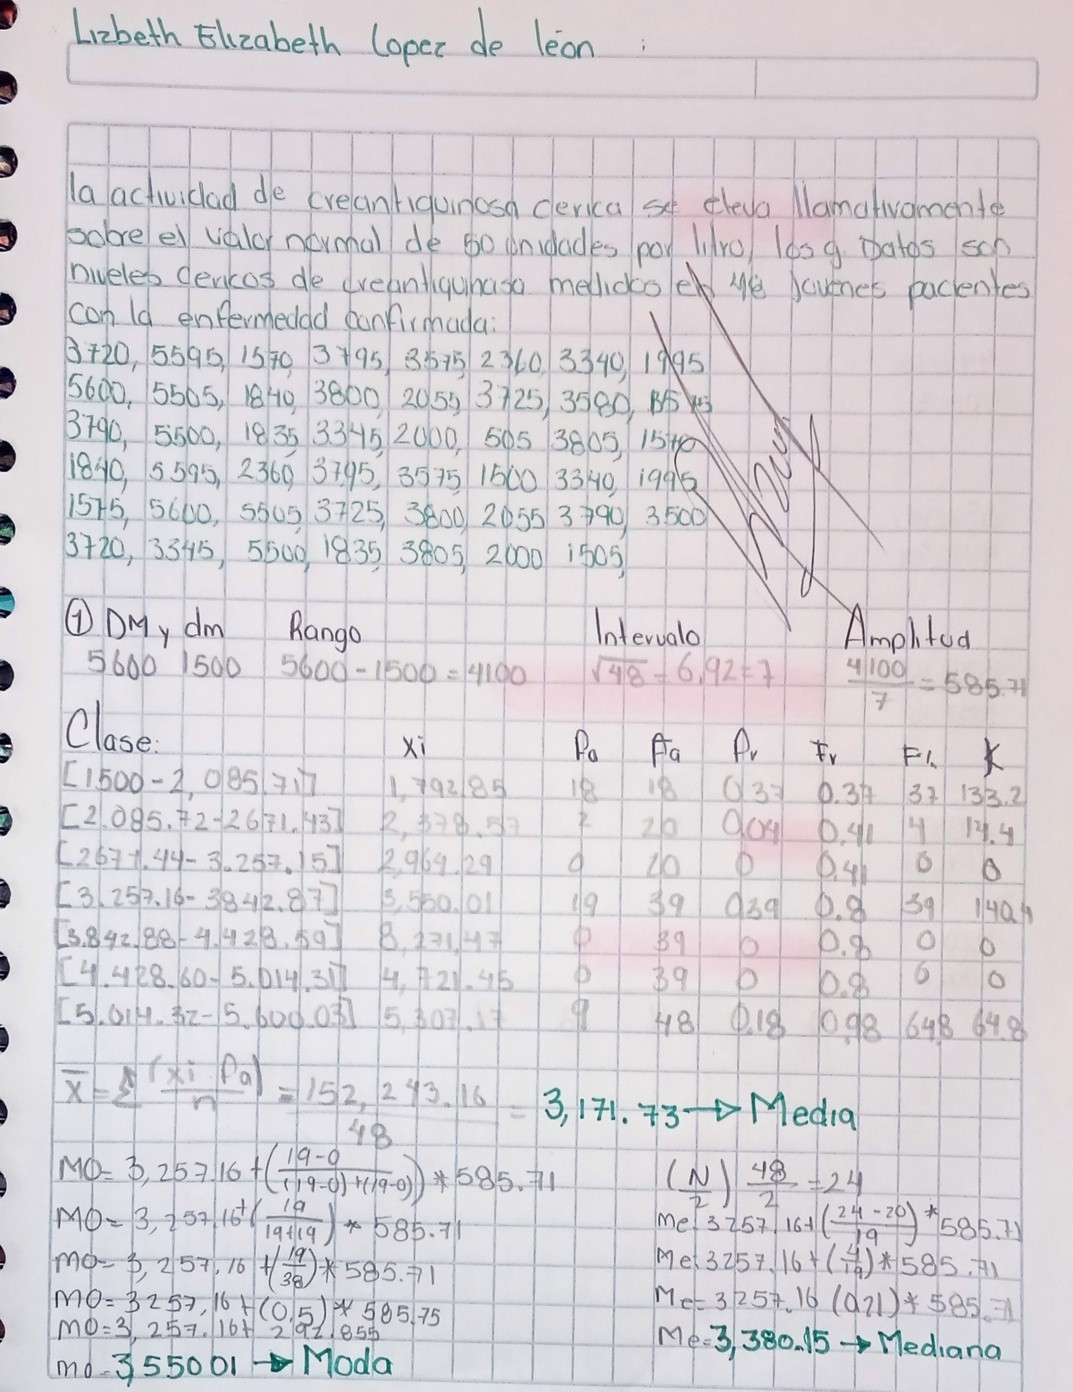 Lizbeth Elizabeth Lopez de león
la actividad de creantiquinosa cerica se eleva llamativamente
sobre el valor normal de 60 unidades por litro, los g. Datos son
niveles cericos de creantiquinasa medidos en 48 jovenes pacientes
con la enfermedad confirmada:
3720, 5595, 1570, 3795, 3575, 2360, 3340, 1995
5600, 5505, 1840, 3800, 2055, 3725, 3580,
3790, 5500, 1835, 3345, 2000, 505 3805, 1570
1840, 5595, 2360, 3795, 3575, 1500 3340, 1995
1575, 5600, 5505, 3725, 3800, 2055 3790, 3500
3720, 3345, 5500, 1835, 3805, 2000 1505,
① DM y dm Rango Intervalo Amplitud
5600 1500 5600-1500=4100 √48=6.92=7 4100/7=585.71
Clase: xi Fa Fr F% K
[1500-2,085.71] 1,792.85 18 18 0.37 0.37 37 133.2
[2.085.72-2671.43] 2,378.57 2 20 0.04 0.41 4 14.4
[2671.44-3.257.15] 2,964.29 0 20 0 0.41 0 0
[3.257.16-3842.87] 3,550.01 19 39 0.39 0.8 39 140.4
[3.842.88-4.428.59] 39 0 0.8 0 0
[4.428.60-5.014.31] 4,721.45 0 39 0 0.8 0 0
[5.014.32-5.600.03] 5,307.17 9 48 0.18 0.98 648 64.8
x̄=Σ(xi·fa)/n=152,243.16/48=3,171.73→Media
MO=3,257.16+(19-0/(19-0)+(19-0))*585.71
(N/2) 48/2=24
MO=3,257.16+(19/19+19)*585.71
Me=3257.16+(24-20/19)*585.71
MO=3,257.16+(19/38)*585.71
Me=3257.16+(4/19)*585.71
MO=3257,16+(0.5)*585.75
Me=3257.16(0.21)*585.71
MO=3,257.16+292.855
Me=3,380.15→Mediana
mo=3,55001→Moda